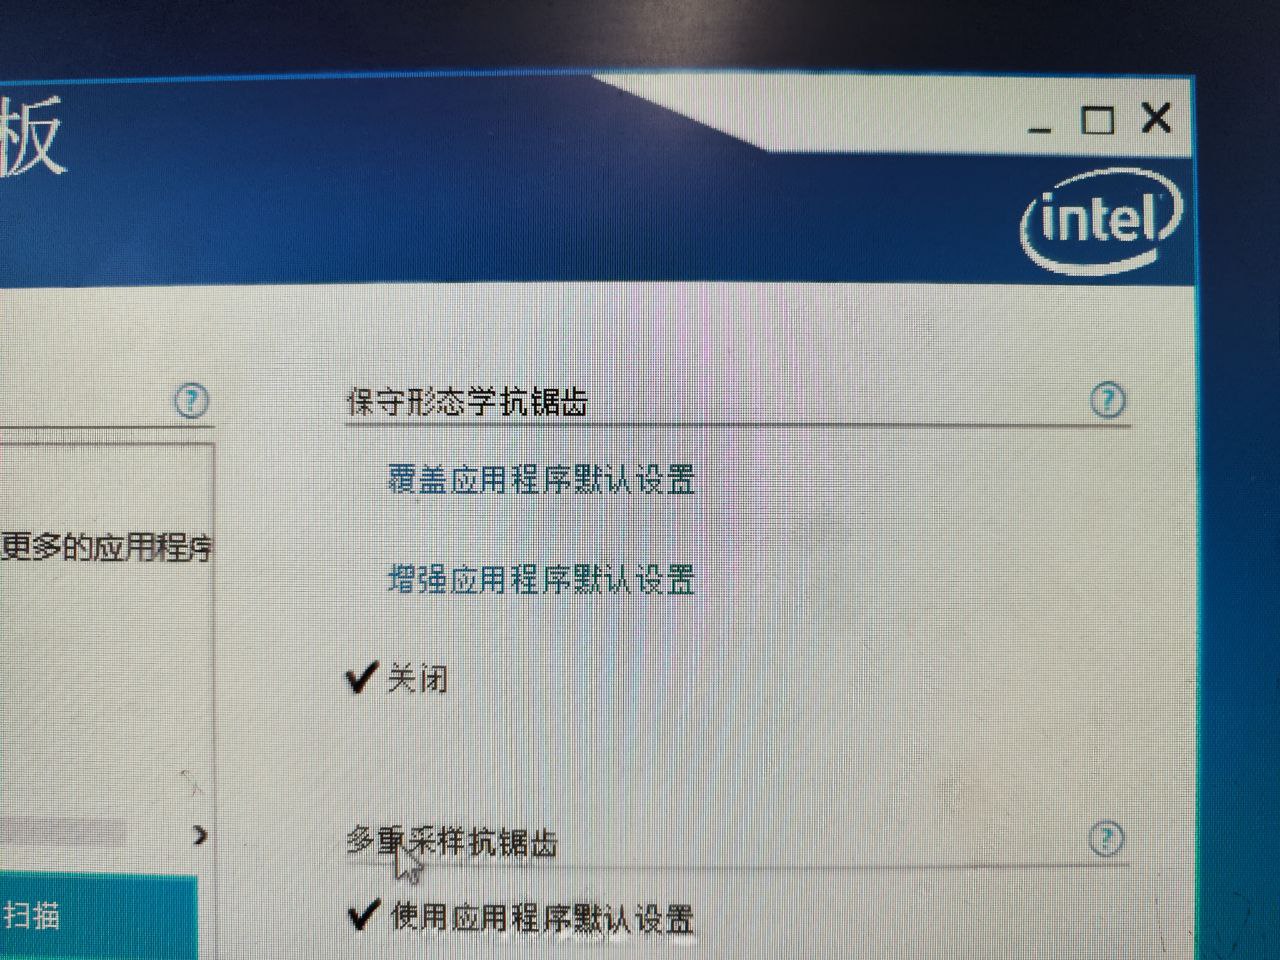 板
intel
保守形态学抗锯齿
覆盖应用程序默认设置
更多的应用程序
增强应用程序默认设置
关闭
多重采样抗锯齿
扫描
使用应用程序默认设置